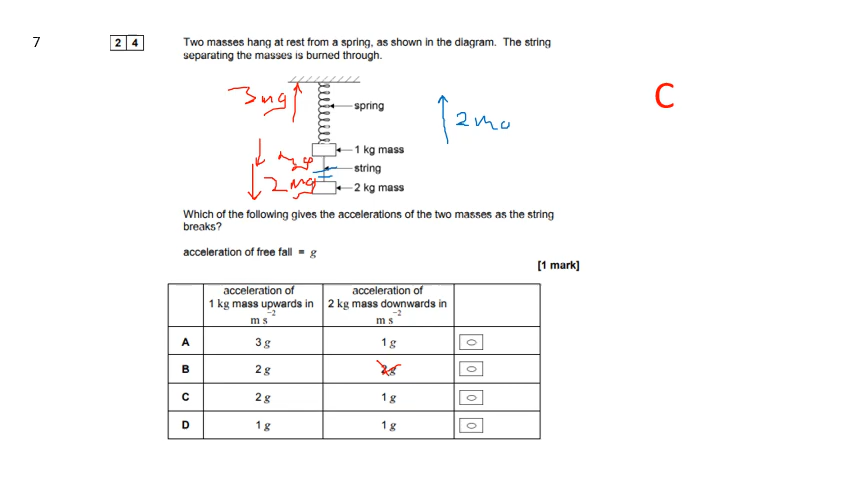 7
2 4 Two masses hang at rest from a spring, as shown in the diagram. The string
separating the masses is burned through.
3mg
spring
2mg
C
1 kg mass
mg
string
2mg
2 kg mass
Which of the following gives the accelerations of the two masses as the string
breaks?
acceleration of free fall = g
[1 mark]
acceleration of
1 kg mass upwards in
m s⁻²
acceleration of
2 kg mass downwards in
m s⁻²
A 3 g 1 g
B 2 g 2 g
C 2 g 1 g
D 1 g 1 g